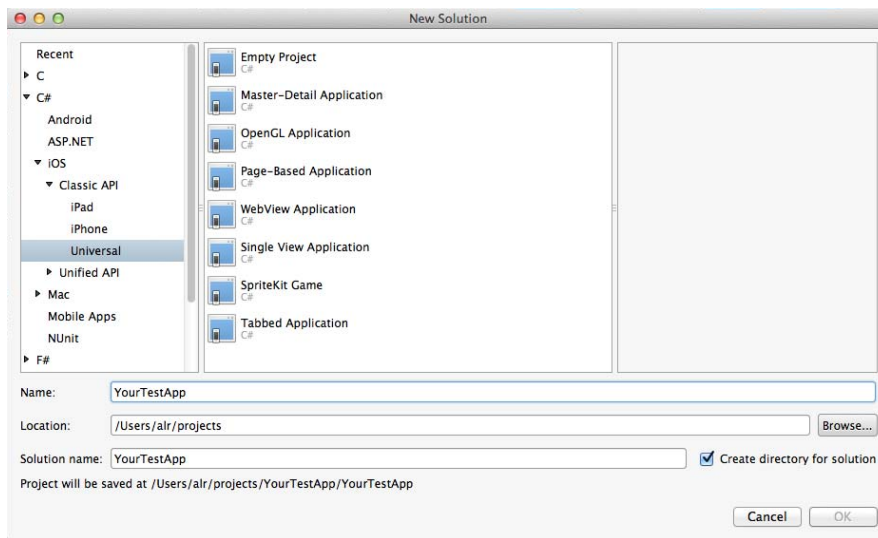 New Solution
Recent
C
C#
Android
ASP.NET
iOS
Classic API
iPad
iPhone
Universal
Unified API
Mac
Mobile Apps
NUnit
F#
Empty Project
C#
Master-Detail Application
C#
OpenGL Application
C#
Page-Based Application
C#
WebView Application
C#
Single View Application
C#
SpriteKit Game
C#
Tabbed Application
C#
Name: YourTestApp
Location: /Users/alr/projects Browse...
Solution name: YourTestApp Create directory for solution
Project will be saved at /Users/alr/projects/YourTestApp/YourTestApp
Cancel OK